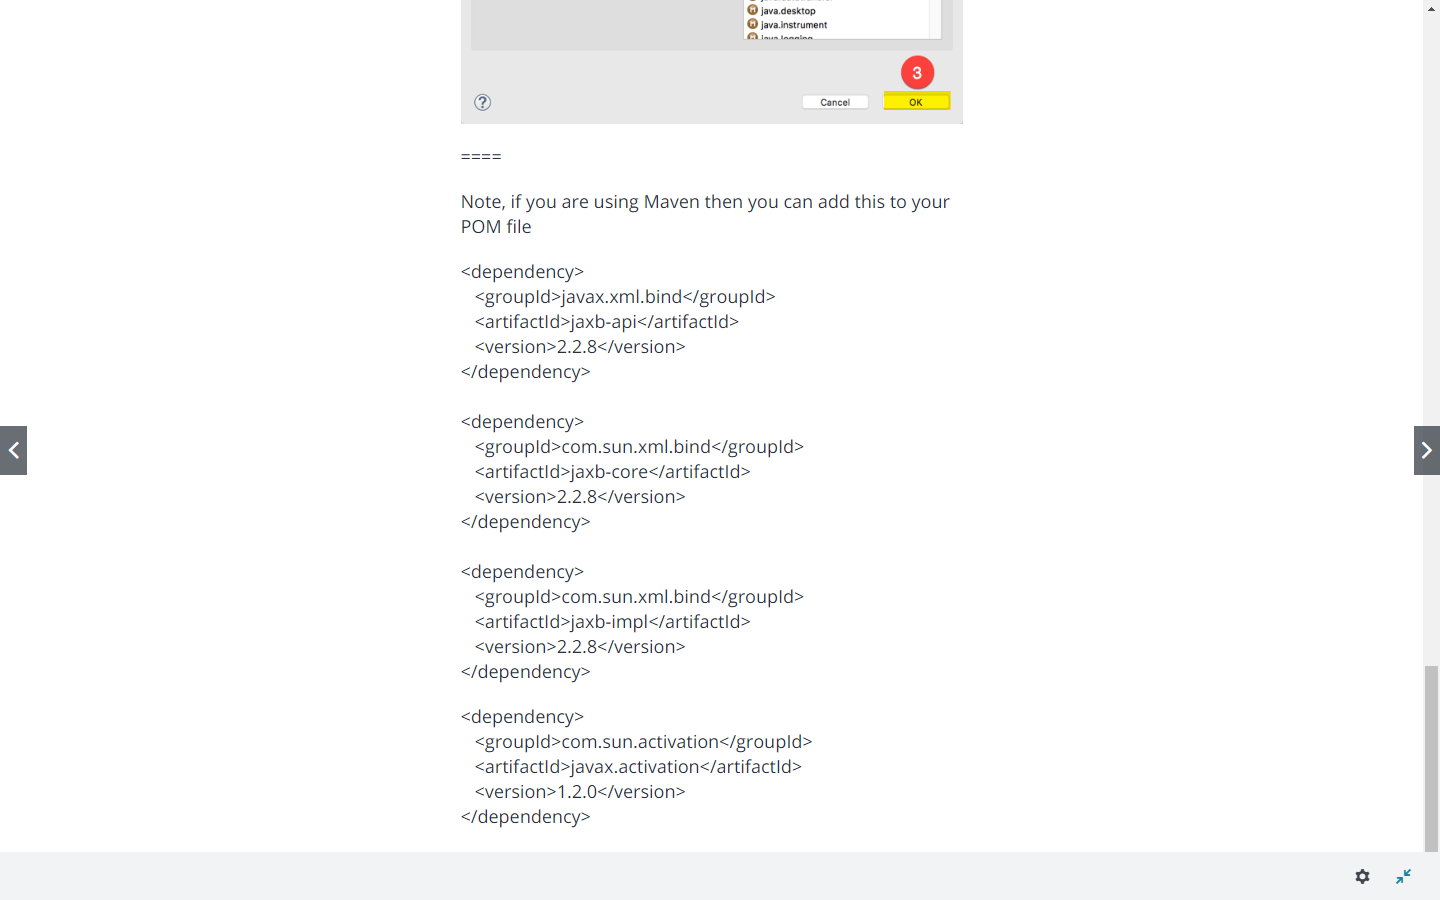 java.desktop
java.instrument
java.logging
3
?
Cancel
OK
====
Note, if you are using Maven then you can add this to your
POM file
<dependency>
<groupId>javax.xml.bind</groupId>
<artifactId>jaxb-api</artifactId>
<version>2.2.8</version>
</dependency>
<dependency>
<groupId>com.sun.xml.bind</groupId>
<artifactId>jaxb-core</artifactId>
<version>2.2.8</version>
</dependency>
<dependency>
<groupId>com.sun.xml.bind</groupId>
<artifactId>jaxb-impl</artifactId>
<version>2.2.8</version>
</dependency>
<dependency>
<groupId>com.sun.activation</groupId>
<artifactId>javax.activation</artifactId>
<version>1.2.0</version>
</dependency>